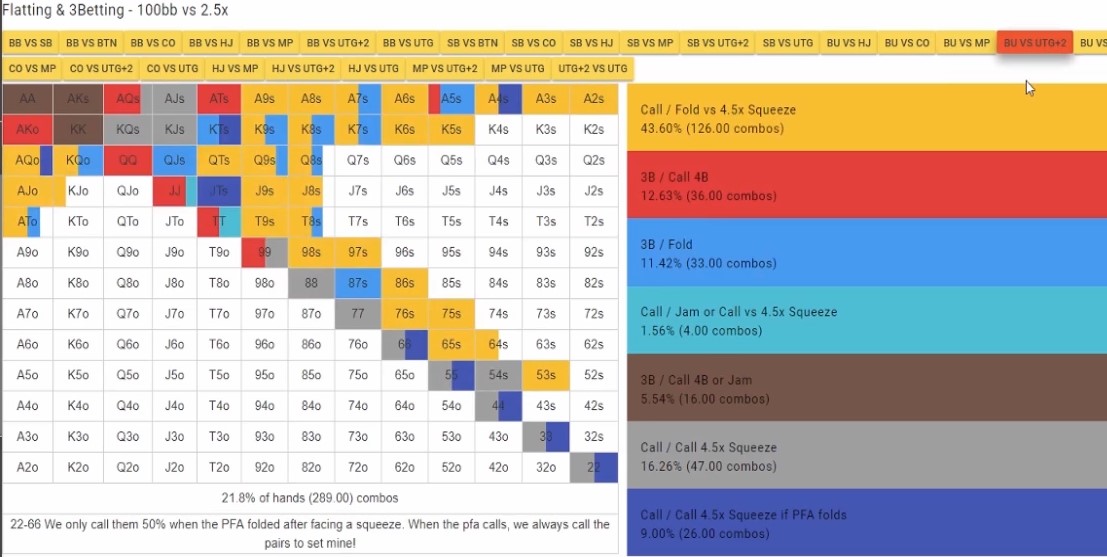 Flatting & 3Betting - 100bb vs 2.5x
BB VS SB BB VS BTN BB VS CO BB VS HJ BB VS MP BB VS UTG+2 BB VS UTG SB VS BTN SB VS CO SB VS HJ SB VS MP SB VS UTG+2 SB VS UTG BU VS HJ BU VS CO BU VS MP BU VS UTG+2 BU VS
CO VS MP CO VS UTG+2 CO VS UTG HJ VS MP HJ VS UTG+2 HJ VS UTG MP VS UTG+2 MP VS UTG UTG+2 VS UTG
AA AKs AQs AJs ATs A9s A8s A7s A6s A5s A4s A3s A2s
AKo KK KQs KJs KTs K9s K8s K7s K6s K5s K4s K3s K2s
AQo KQo QQ QJs QTs Q9s Q8s Q7s Q6s Q5s Q4s Q3s Q2s
AJo KJo QJo JJ JTs J9s J8s J7s J6s J5s J4s J3s J2s
ATo KTo QTo JTo TT T9s T8s T7s T6s T5s T4s T3s T2s
A9o K9o Q9o J9o T9o 99 98s 97s 96s 95s 94s 93s 92s
A8o K8o Q8o J8o T8o 98o 88 87s 86s 85s 84s 83s 82s
A7o K7o Q7o J7o T7o 97o 87o 77 76s 75s 74s 73s 72s
A6o K6o Q6o J6o T6o 96o 86o 76o 66 65s 64s 63s 62s
A5o K5o Q5o J5o T5o 95o 85o 75o 65o 55 54s 53s 52s
A4o K4o Q4o J4o T4o 94o 84o 74o 64o 54o 44 43s 42s
A3o K3o Q3o J3o T3o 93o 83o 73o 63o 53o 43o 33 32s
A2o K2o Q2o J2o T2o 92o 82o 72o 62o 52o 42o 32o 22
21.8% of hands (289.00) combos
22-66 We only call them 50% when the PFA folded after facing a squeeze. When the pfa calls, we always call the
pairs to set mine!
Call / Fold vs 4.5x Squeeze
43.60% (126.00 combos)
3B / Call 4B
12.63% (36.00 combos)
3B / Fold
11.42% (33.00 combos)
Call / Jam or Call vs 4.5x Squeeze
1.56% (4.00 combos)
3B / Call 4B or Jam
5.54% (16.00 combos)
Call / Call 4.5x Squeeze
16.26% (47.00 combos)
Call / Call 4.5x Squeeze if PFA folds
9.00% (26.00 combos)